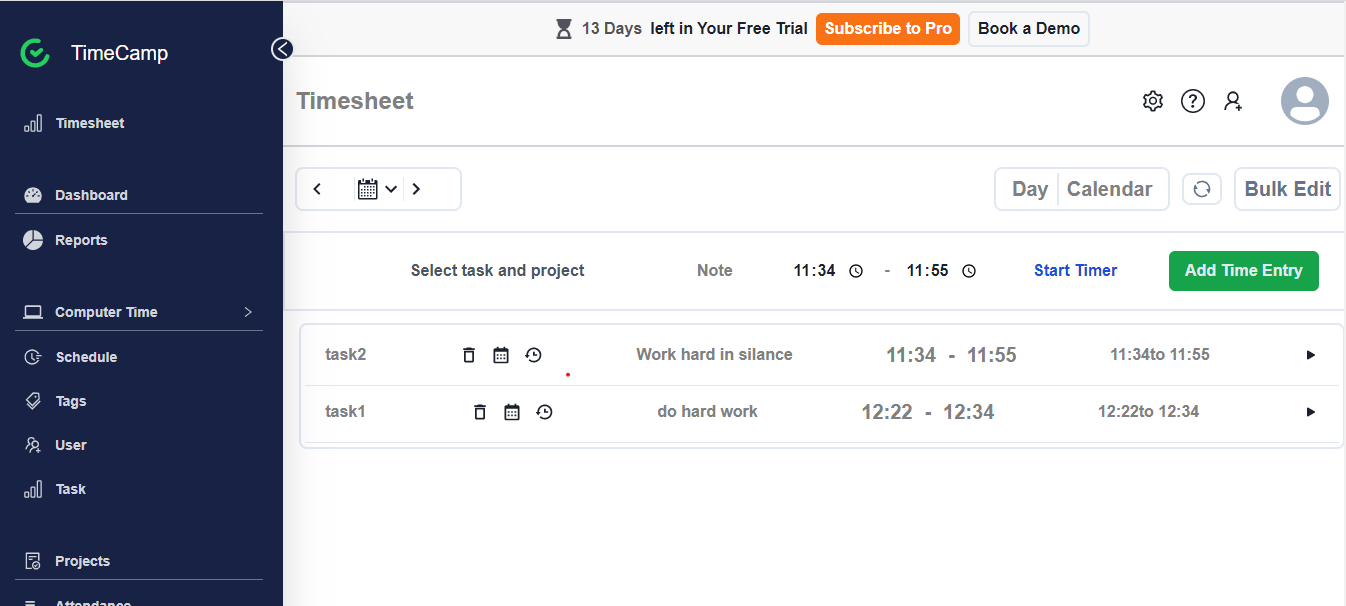 13 Days left in Your Free Trial Subscribe to Pro Book a Demo
TimeCamp
Timesheet
Dashboard
Reports
Computer Time
Schedule
Tags
User
Task
Projects
Attendance
Timesheet
Day Calendar Bulk Edit
Select task and project Note 11:34 - 11:55 Start Timer Add Time Entry
task2 Work hard in silance 11:34 - 11:55 11:34to 11:55
task1 do hard work 12:22 - 12:34 12:22to 12:34